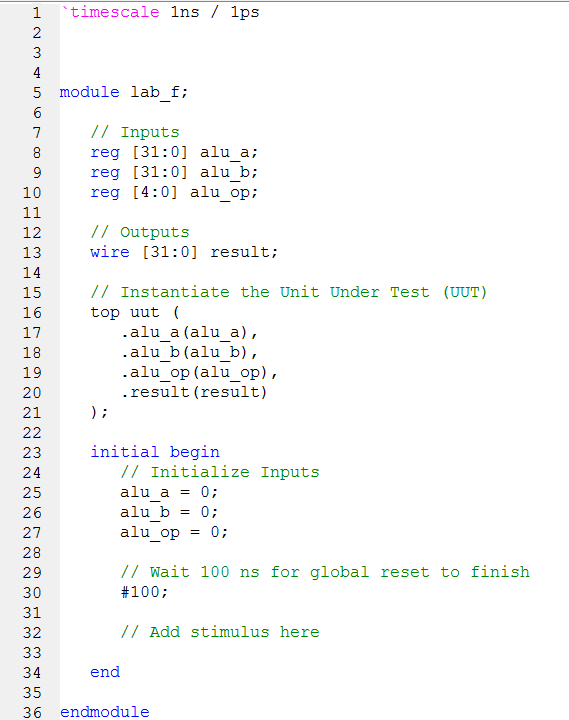 1 `timescale 1ns / 1ps
2
3
4
5 module lab_f;
6
7 // Inputs
8 reg [31:0] alu_a;
9 reg [31:0] alu_b;
10 reg [4:0] alu_op;
11
12 // Outputs
13 wire [31:0] result;
14
15 // Instantiate the Unit Under Test (UUT)
16 top uut (
17 .alu_a(alu_a),
18 .alu_b(alu_b),
19 .alu_op(alu_op),
20 .result(result)
21 );
22
23 initial begin
24 // Initialize Inputs
25 alu_a = 0;
26 alu_b = 0;
27 alu_op = 0;
28
29 // Wait 100 ns for global reset to finish
30 #100;
31
32 // Add stimulus here
33
34 end
35
36 endmodule